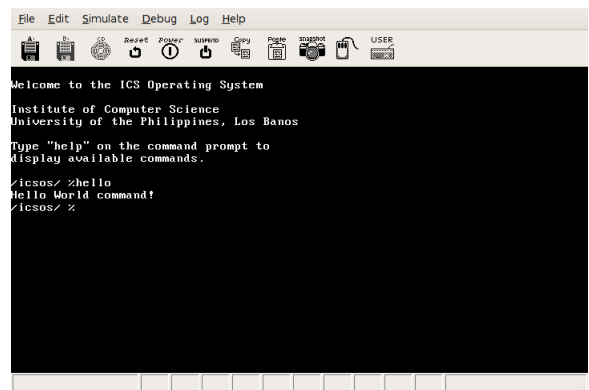 File Edit Simulate Debug Log Help
A: B: CD Reset Power SUSPEND Copy Paste snapshot USER
Welcome to the ICS Operating System
Institute of Computer Science
University of the Philippines, Los Banos
Type "help" on the command prompt to
display available commands.
/icsos/ %hello
Hello World command!
/icsos/ %